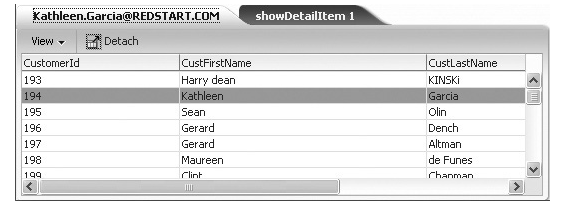 Kathleen.Garcia@REDSTART.COM showDetailItem 1
View Detach
CustomerId CustFirstName CustLastName
193 Harry dean KINSKi
194 Kathleen Garcia
195 Sean Olin
196 Gerard Dench
197 Gerard Altman
198 Maureen de Funes
199 Clint Chapman